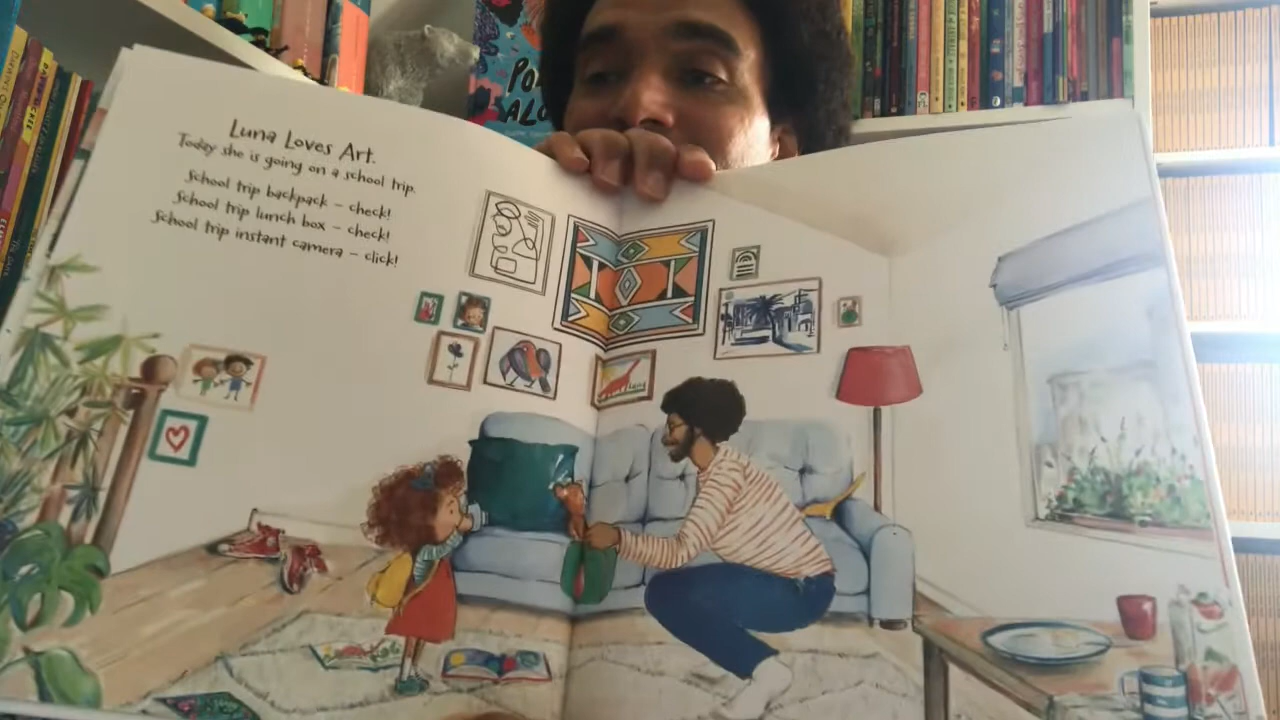 Luna Loves Art.
Today she is going on a school trip.
School trip backpack – check!
School trip lunch box – check!
School trip instant camera – click!